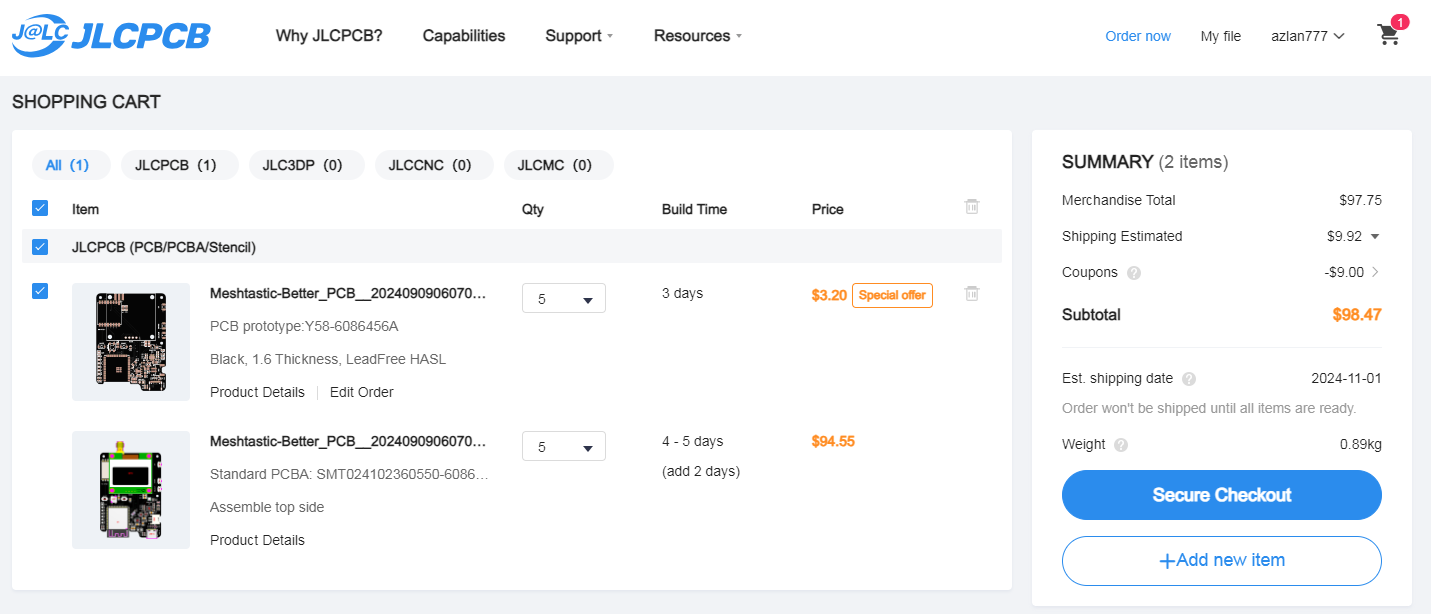 J@LC JLCPCB
Why JLCPCB? Capabilities Support Resources Order now My file azlan777 1
SHOPPING CART
All (1) JLCPCB (1) JLC3DP (0) JLCCNC (0) JLCMC (0)
Item Qty Build Time Price
JLCPCB (PCB/PCBA/Stencil)
Meshtastic-Better_PCB__2024090906070... 5 3 days $3.20 Special offer
PCB prototype:Y58-6086456A
Black, 1.6 Thickness, LeadFree HASL
Product Details Edit Order
Meshtastic-Better_PCB__2024090906070... 5 4 - 5 days $94.55
Standard PCBA: SMT024102360550-6086... (add 2 days)
Assemble top side
Product Details
SUMMARY (2 items)
Merchandise Total $97.75
Shipping Estimated $9.92
Coupons ? -$9.00
Subtotal $98.47
Est. shipping date ? 2024-11-01
Order won't be shipped until all items are ready.
Weight ? 0.89kg
Secure Checkout
+Add new item